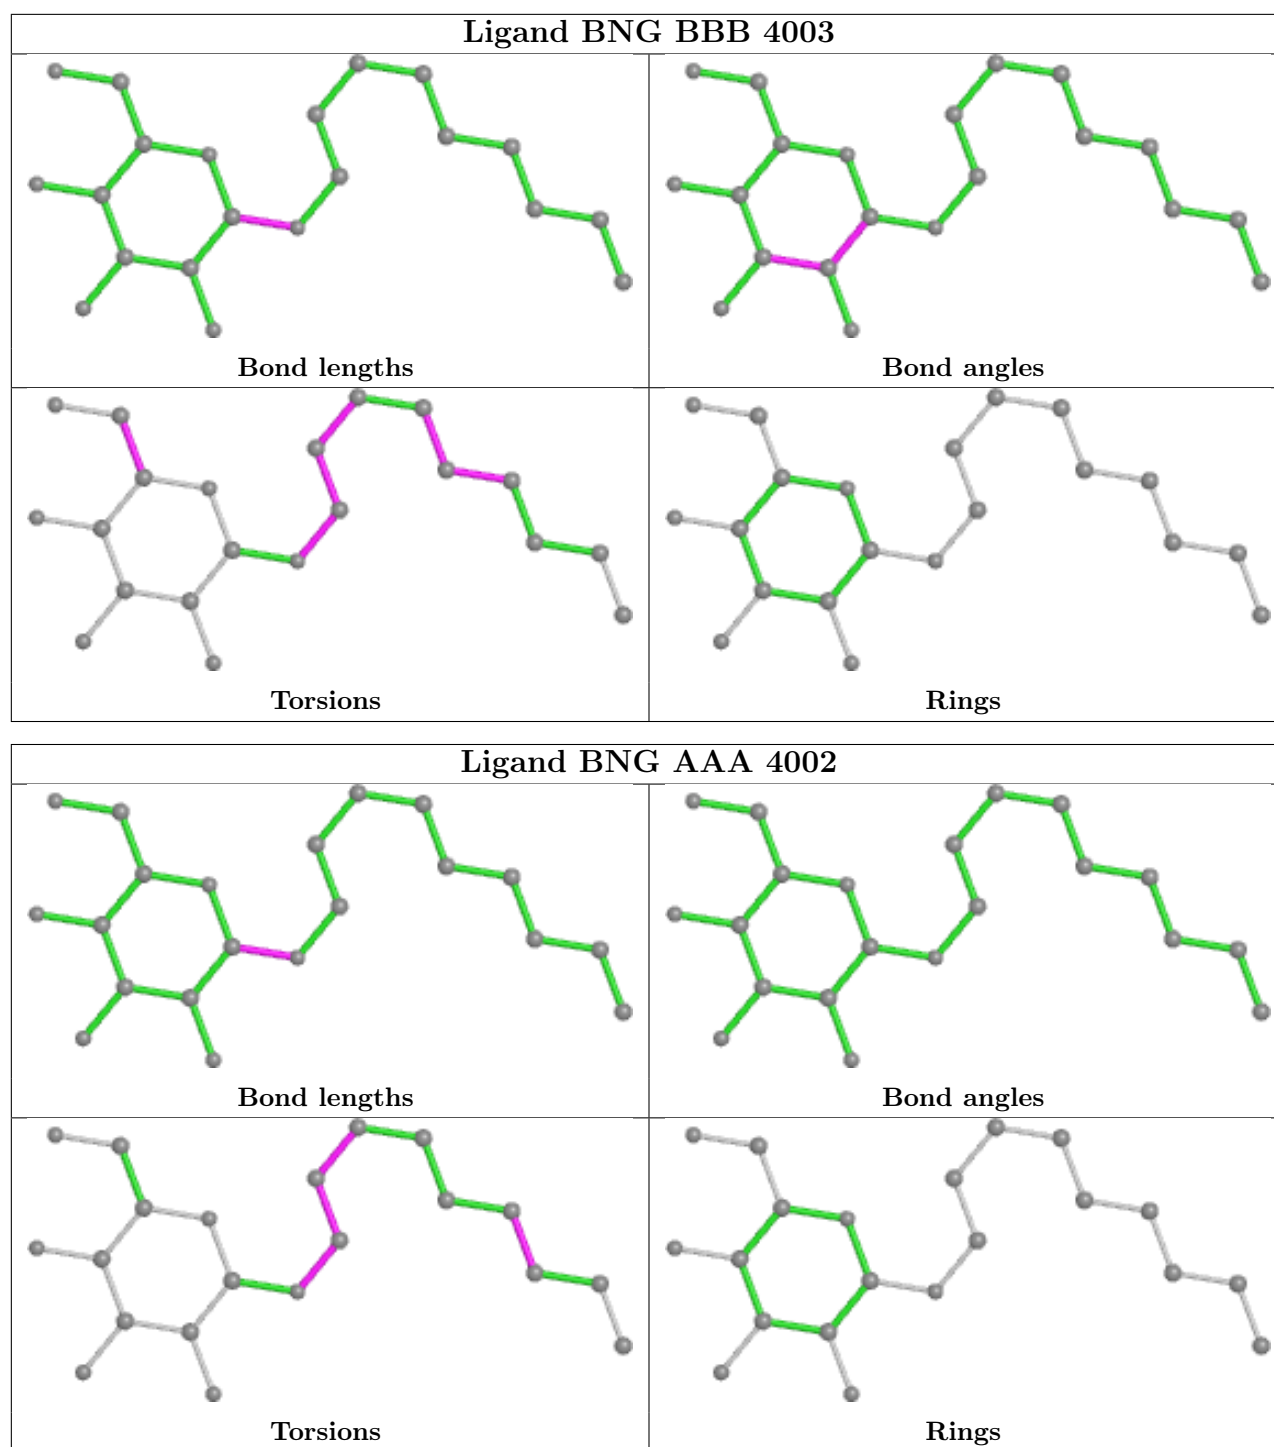 Ligand BNG BBB 4003
Bond lengths
Bond angles
Torsions
Rings
Ligand BNG AAA 4002
Bond lengths
Bond angles
Torsions
Rings